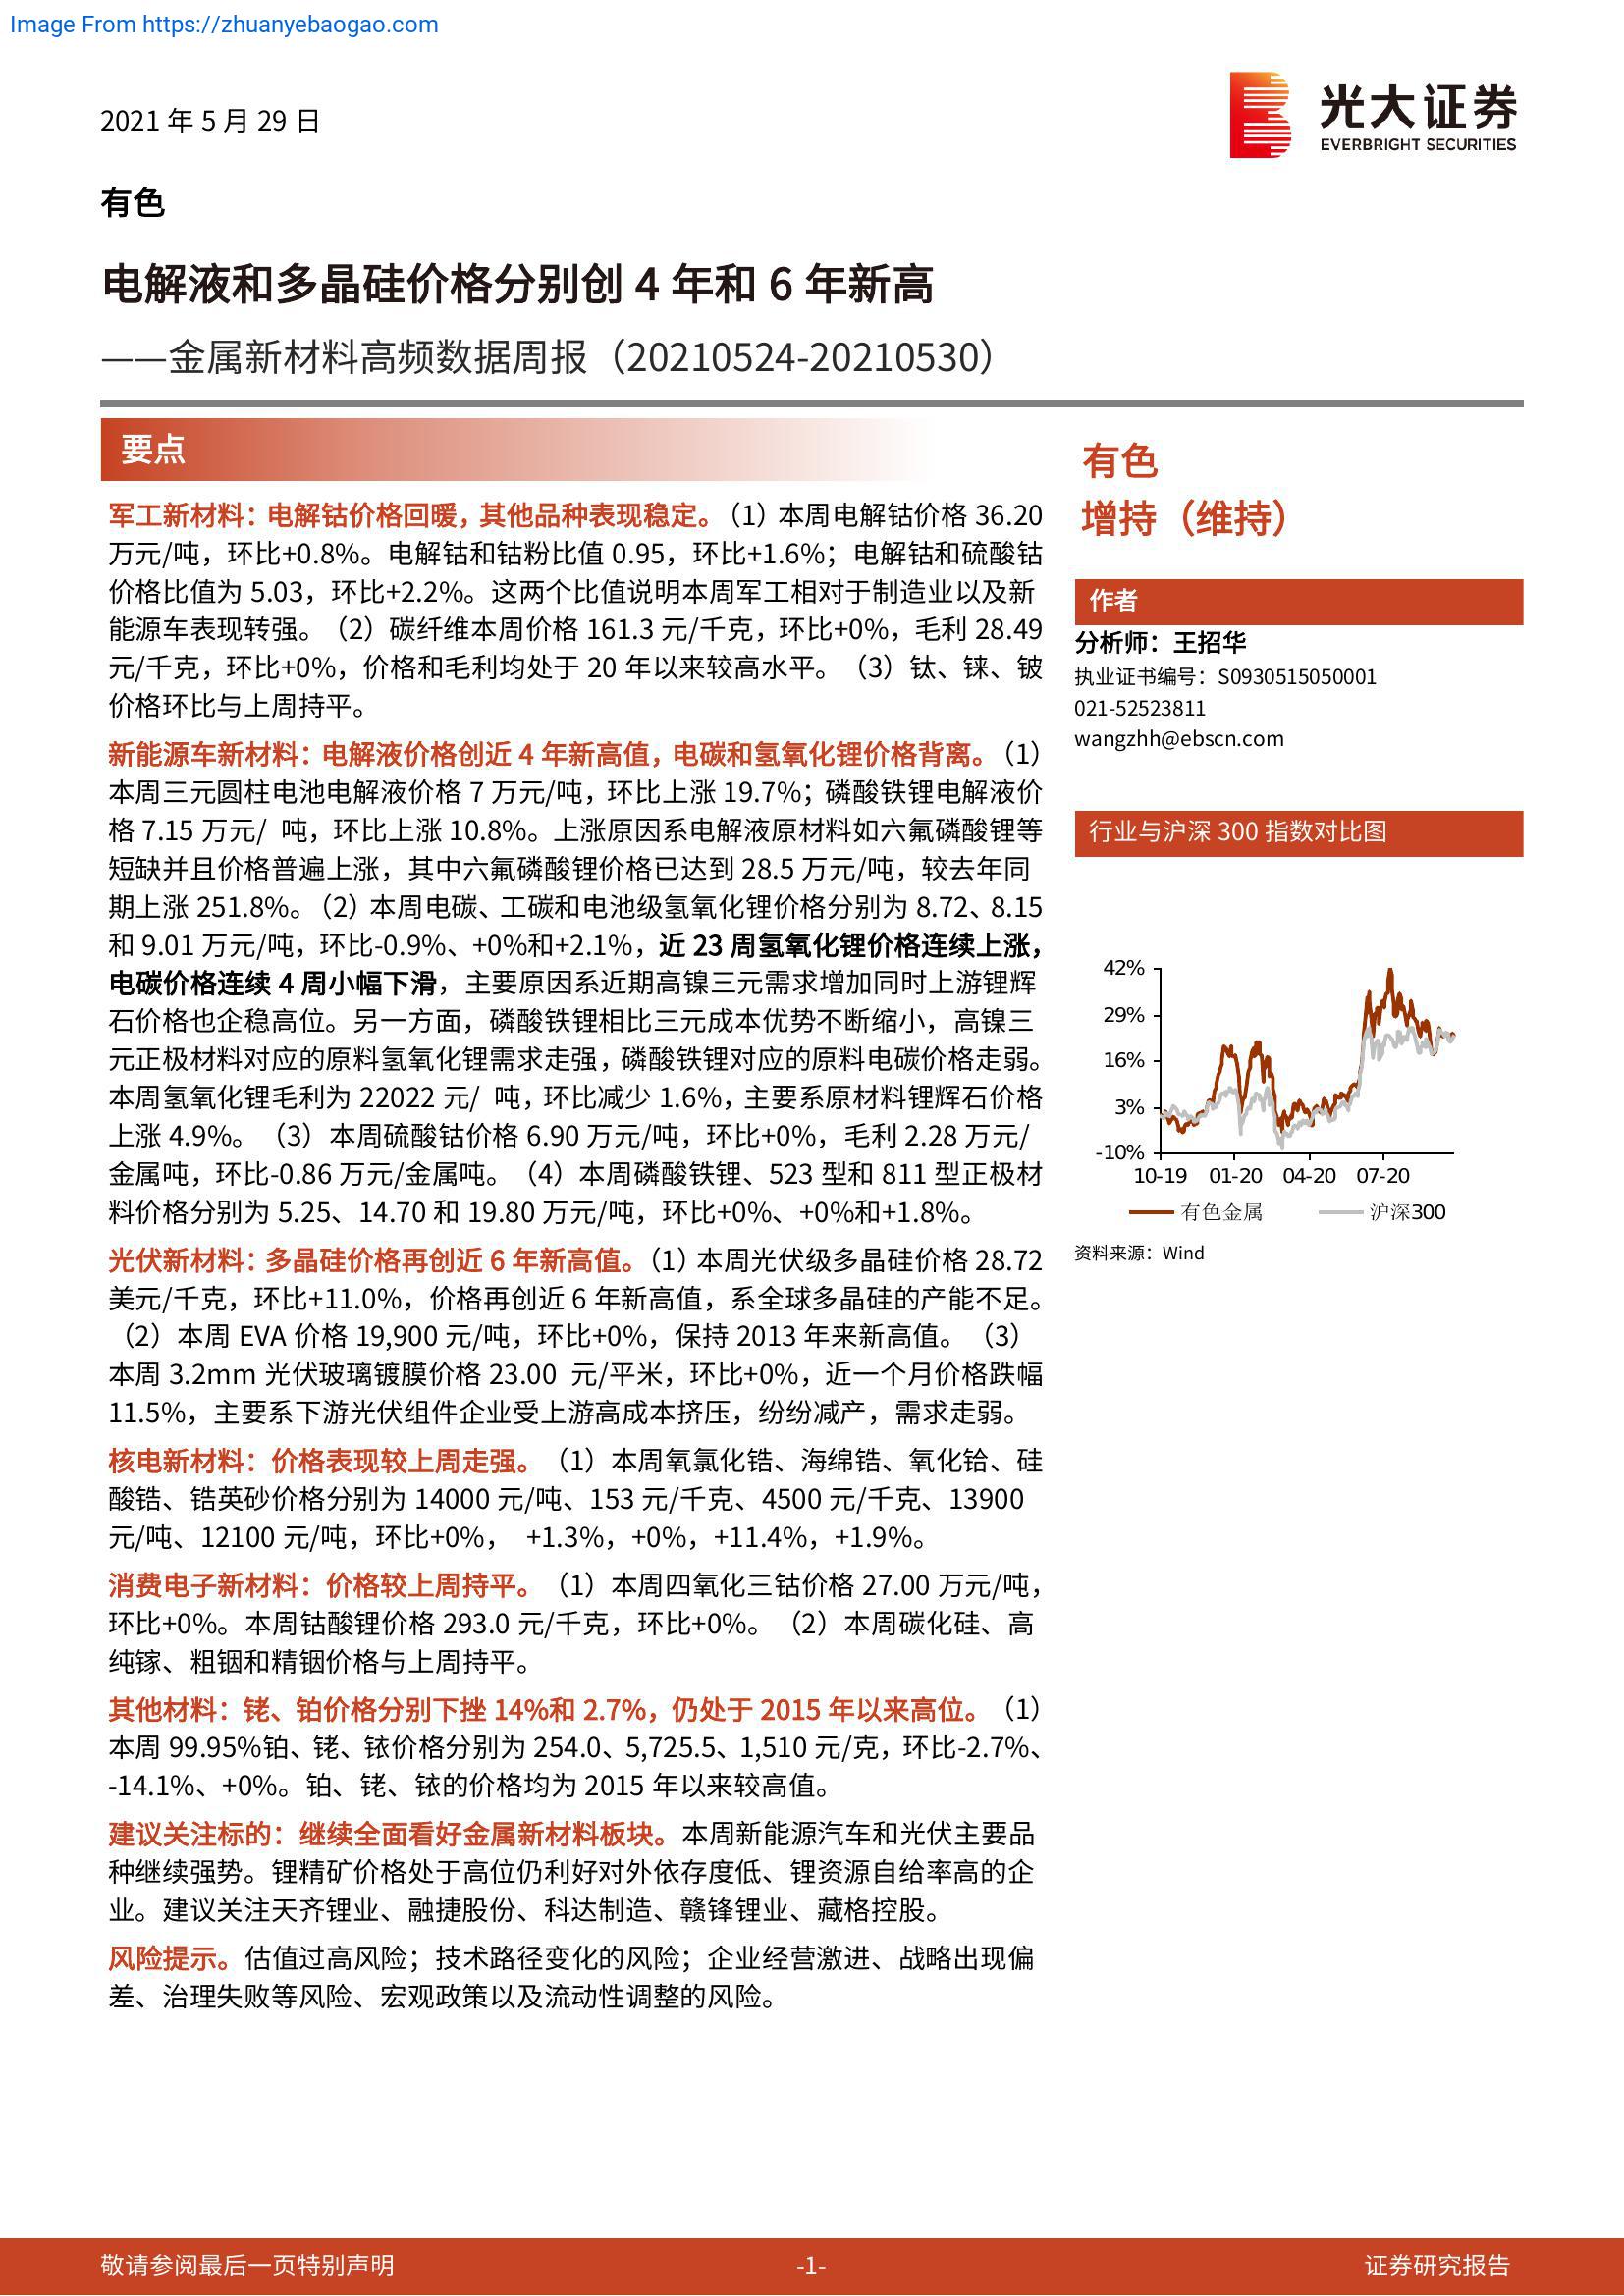 Image From https://zhuanyebaogao.com
2021 年 5 月 29 日
光大证券
EVERBRIGHT SECURITIES
有色
电解液和多晶硅价格分别创 4 年和 6 年新高
——金属新材料高频数据周报（20210524-20210530）
要点
军工新材料：电解钴价格回暖，其他品种表现稳定。（1）本周电解钴价格 36.20
万元/吨，环比+0.8%。电解钴和钴粉比值 0.95，环比+1.6%；电解钴和硫酸钴
价格比值为 5.03，环比+2.2%。这两个比值说明本周军工相对于制造业以及新
能源车表现转强。（2）碳纤维本周价格 161.3 元/千克，环比+0%，毛利 28.49
元/千克，环比+0%，价格和毛利均处于 20 年以来较高水平。（3）钛、铼、铍
价格环比与上周持平。
新能源车新材料：电解液价格创近 4 年新高值，电碳和氢氧化锂价格背离。（1）
本周三元圆柱电池电解液价格 7 万元/吨，环比上涨 19.7%；磷酸铁锂电解液价
格 7.15 万元/ 吨，环比上涨 10.8%。上涨原因系电解液原材料如六氟磷酸锂等
短缺并且价格普遍上涨，其中六氟磷酸锂价格已达到 28.5 万元/吨，较去年同
期上涨 251.8%。（2）本周电碳、工碳和电池级氢氧化锂价格分别为 8.72、8.15
和 9.01 万元/吨，环比-0.9%、+0%和+2.1%，近 23 周氢氧化锂价格连续上涨，
电碳价格连续 4 周小幅下滑，主要原因系近期高镍三元需求增加同时上游锂辉
石价格也企稳高位。另一方面，磷酸铁锂相比三元成本优势不断缩小，高镍三
元正极材料对应的原料氢氧化锂需求走强，磷酸铁锂对应的原料电碳价格走弱。
本周氢氧化锂毛利为 22022 元/ 吨，环比减少 1.6%，主要系原材料锂辉石价格
上涨 4.9%。（3）本周硫酸钴价格 6.90 万元/吨，环比+0%，毛利 2.28 万元/
金属吨，环比-0.86 万元/金属吨。（4）本周磷酸铁锂、523 型和 811 型正极材
料价格分别为 5.25、14.70 和 19.80 万元/吨，环比+0%、+0%和+1.8%。
光伏新材料：多晶硅价格再创近 6 年新高值。（1）本周光伏级多晶硅价格 28.72
美元/千克，环比+11.0%，价格再创近 6 年新高值，系全球多晶硅的产能不足。
（2）本周 EVA 价格 19,900 元/吨，环比+0%，保持 2013 年来新高值。（3）
本周 3.2mm 光伏玻璃镀膜价格 23.00 元/平米，环比+0%，近一个月价格跌幅
11.5%，主要系下游光伏组件企业受上游高成本挤压，纷纷减产，需求走弱。
核电新材料：价格表现较上周走强。（1）本周氧氯化锆、海绵锆、氧化铪、硅
酸锆、锆英砂价格分别为 14000 元/吨、153 元/千克、4500 元/千克、13900
元/吨、12100 元/吨，环比+0%， +1.3%，+0%，+11.4%，+1.9%。
消费电子新材料：价格较上周持平。（1）本周四氧化三钴价格 27.00 万元/吨，
环比+0%。本周钴酸锂价格 293.0 元/千克，环比+0%。（2）本周碳化硅、高
纯镓、粗铟和精铟价格与上周持平。
其他材料：铑、铂价格分别下挫 14%和 2.7%，仍处于 2015 年以来高位。（1）
本周 99.95%铂、铑、铱价格分别为 254.0、5,725.5、1,510 元/克，环比-2.7%、
-14.1%、+0%。铂、铑、铱的价格均为 2015 年以来较高值。
建议关注标的：继续全面看好金属新材料板块。本周新能源汽车和光伏主要品
种继续强势。锂精矿价格处于高位仍利好对外依存度低、锂资源自给率高的企
业。建议关注天齐锂业、融捷股份、科达制造、赣锋锂业、藏格控股。
风险提示。估值过高风险；技术路径变化的风险；企业经营激进、战略出现偏
差、治理失败等风险、宏观政策以及流动性调整的风险。
有色
增持（维持）
作者
分析师：王招华
执业证书编号：S0930515050001
021-52523811
wangzhh@ebscn.com
行业与沪深 300 指数对比图
42%
29%
16%
3%
-10%
10-19 01-20 04-20 07-20
有色金属 沪深300
资料来源：Wind
敬请参阅最后一页特别声明
-1-
证券研究报告